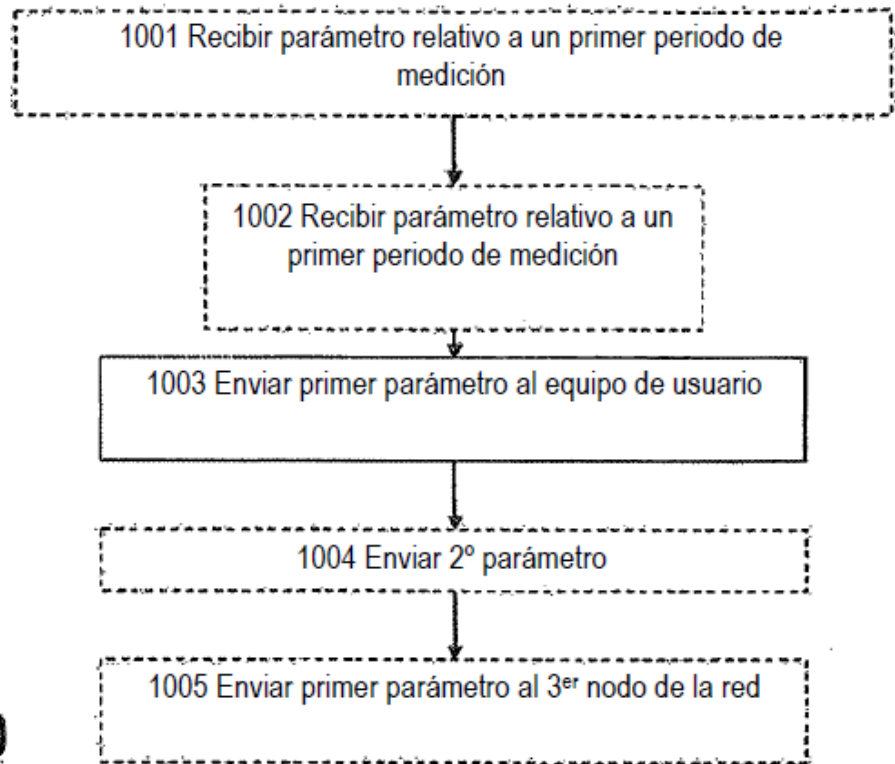 1001 Recibir parámetro relativo a un primer periodo de
medición
1002 Recibir parámetro relativo a un
primer periodo de medición
1003 Enviar primer parámetro al equipo de usuario
1004 Enviar 2º parámetro
1005 Enviar primer parámetro al 3er nodo de la red